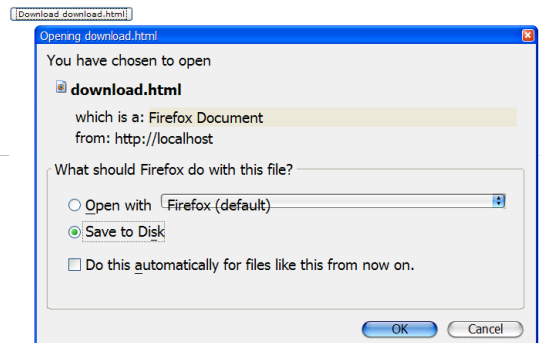 Download download.html
Opening download.html
You have chosen to open
download.html
which is a: Firefox Document
from: http://localhost
What should Firefox do with this file?
Open with Firefox (default)
Save to Disk
Do this automatically for files like this from now on.
OK Cancel